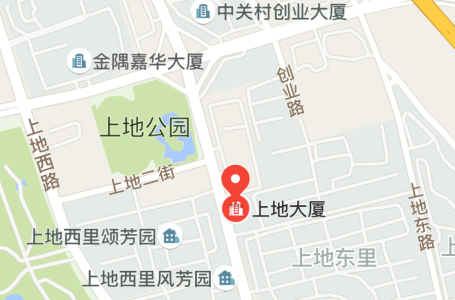 中关村创业大厦
金隅嘉华大厦
创业路
上地公园
上地西路
上地二街
上地大厦
上地东路
上地西里颂芳园
上地东里
上地西里风芳园
上